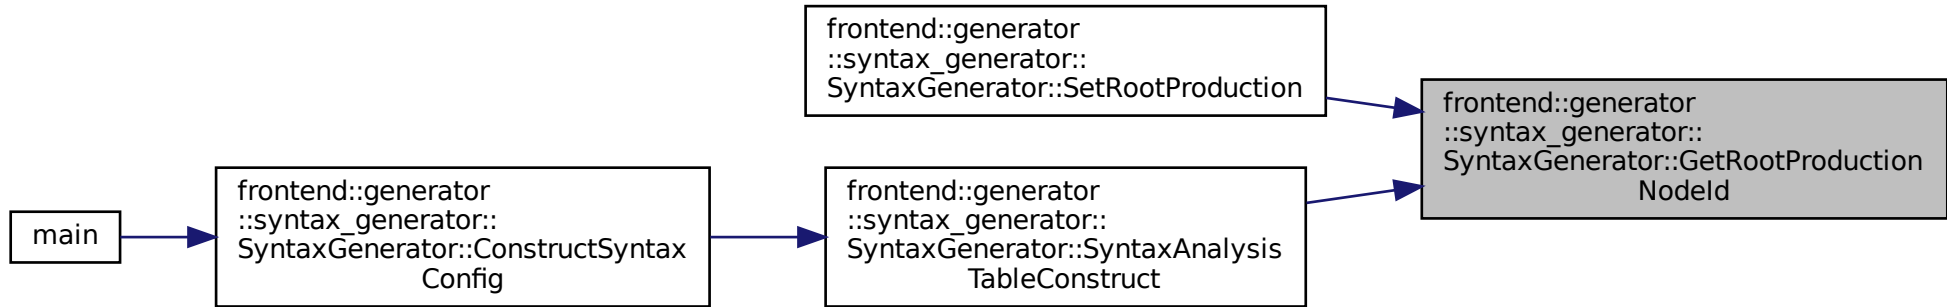 frontend::generator
::syntax_generator::
SyntaxGenerator::SetRootProduction
frontend::generator
::syntax_generator::
SyntaxGenerator::GetRootProduction
NodeId
main
frontend::generator
::syntax_generator::
SyntaxGenerator::ConstructSyntax
Config
frontend::generator
::syntax_generator::
SyntaxGenerator::SyntaxAnalysis
TableConstruct